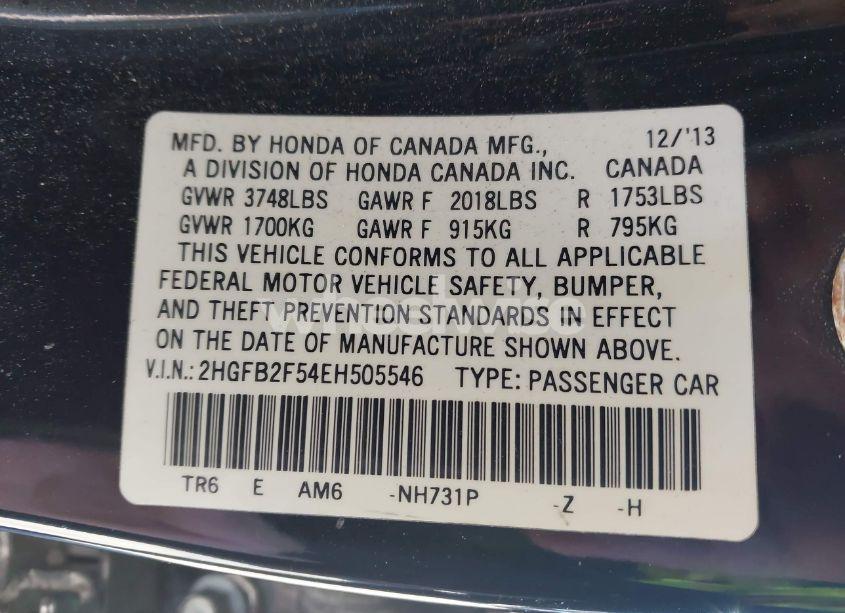 MFD. BY HONDA OF CANADA MFG., 12/'13
A DIVISION OF HONDA CANADA INC. CANADA
GVWR 3748LBS GAWR F 2018LBS R 1753LBS
GVWR 1700KG GAWR F 915KG R 795KG
THIS VEHICLE CONFORMS TO ALL APPLICABLE
FEDERAL MOTOR VEHICLE SAFETY, BUMPER,
AND THEFT PREVENTION STANDARDS IN EFFECT
wheelwise
ON THE DATE OF MANUFACTURE SHOWN ABOVE.
V.I.N.: 2HGFB2F54EH505546 TYPE: PASSENGER CAR
TR6 E AM6 -NH731P -Z -H